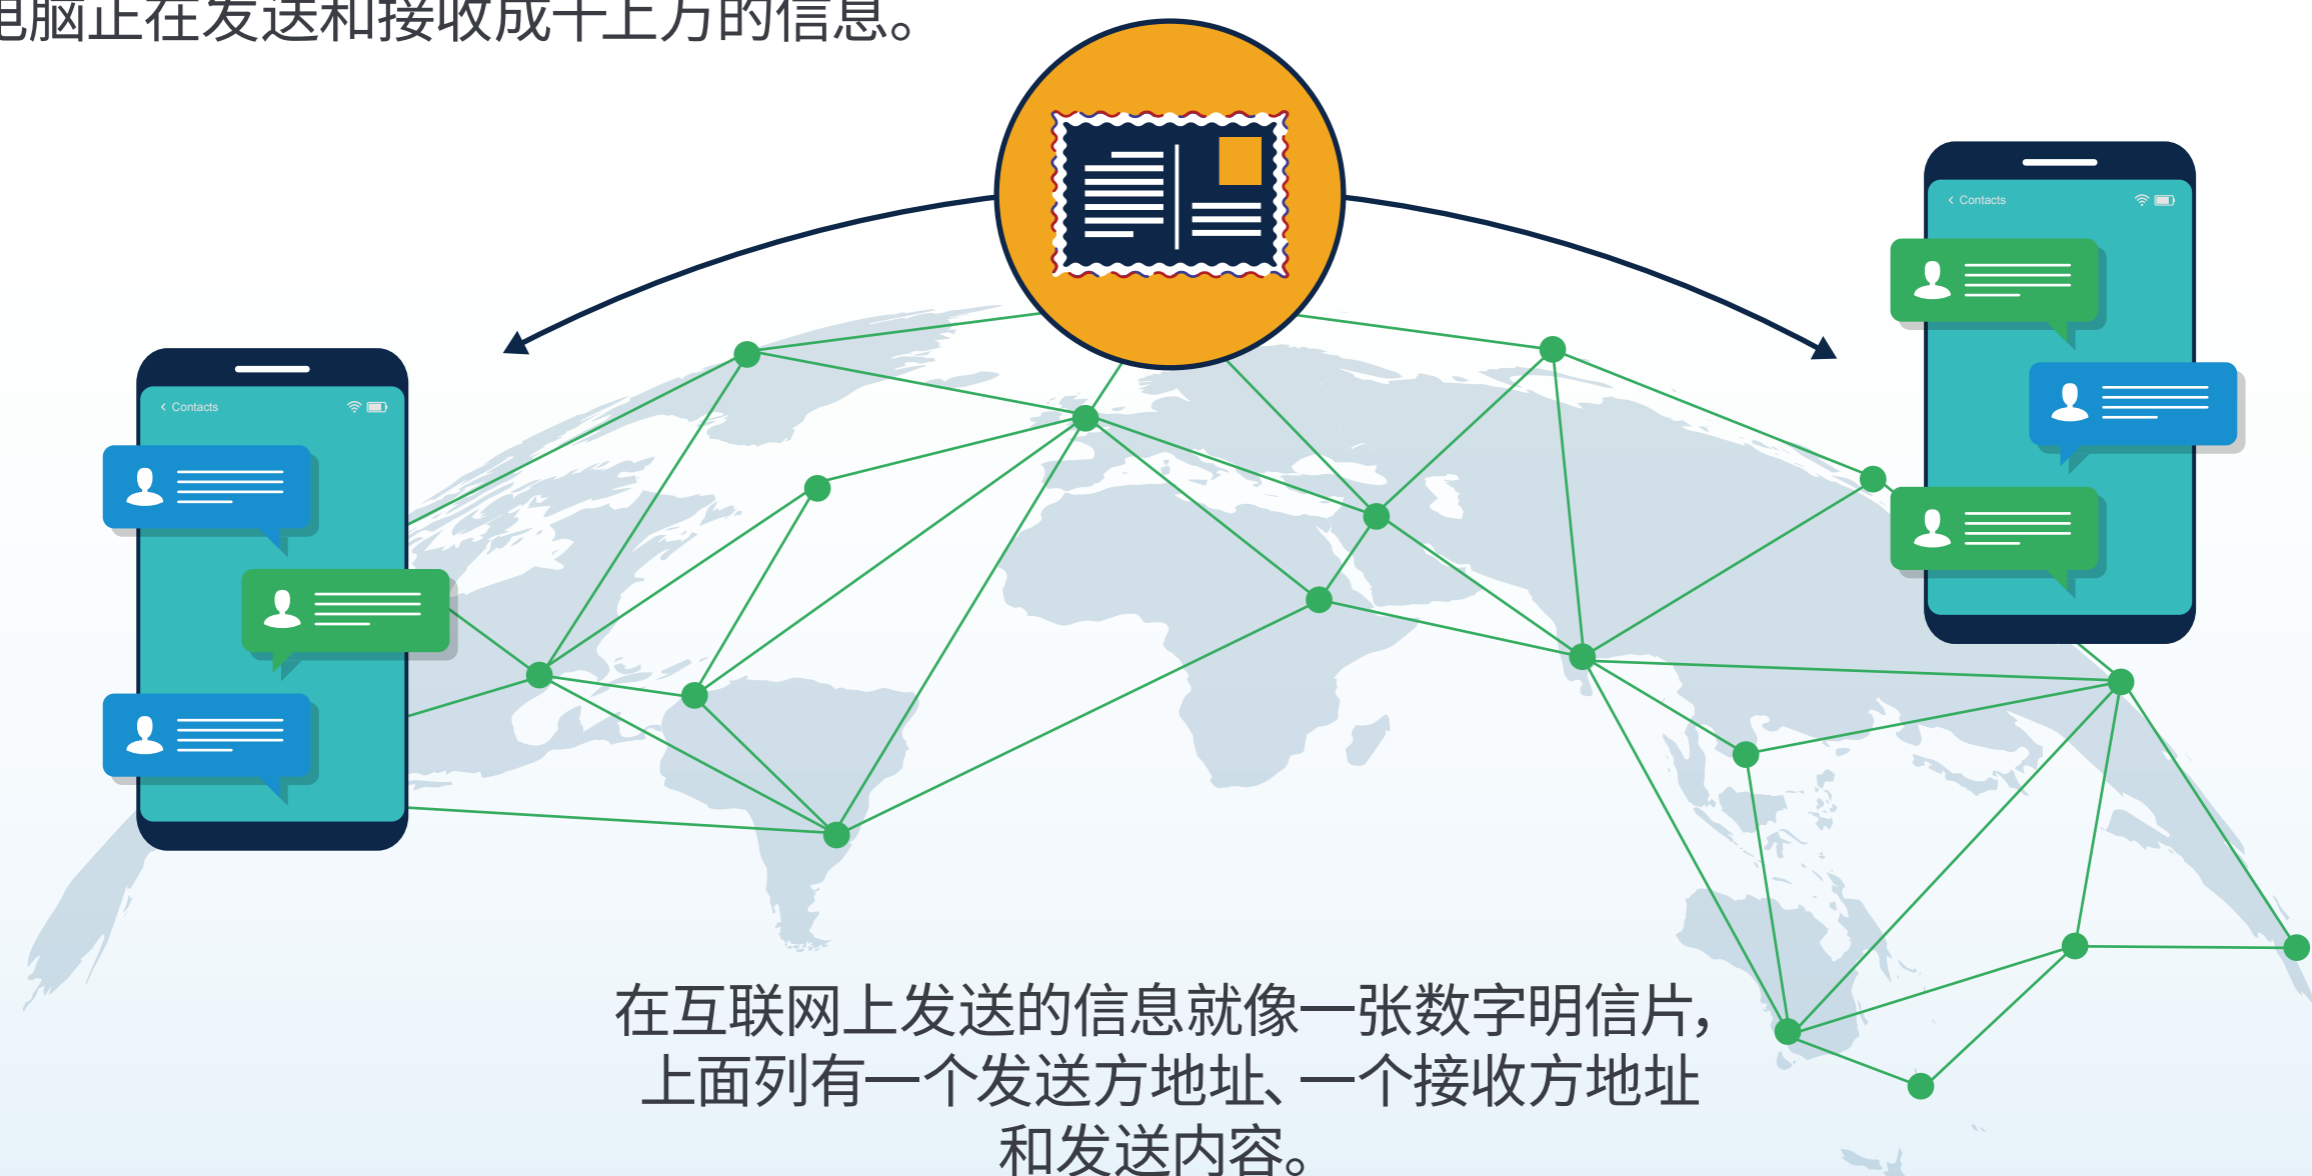 电脑正在发送和接收成千上万的信息。
< Contacts
< Contacts
在互联网上发送的信息就像一张数字明信片，
上面列有一个发送方地址、一个接收方地址
和发送内容。